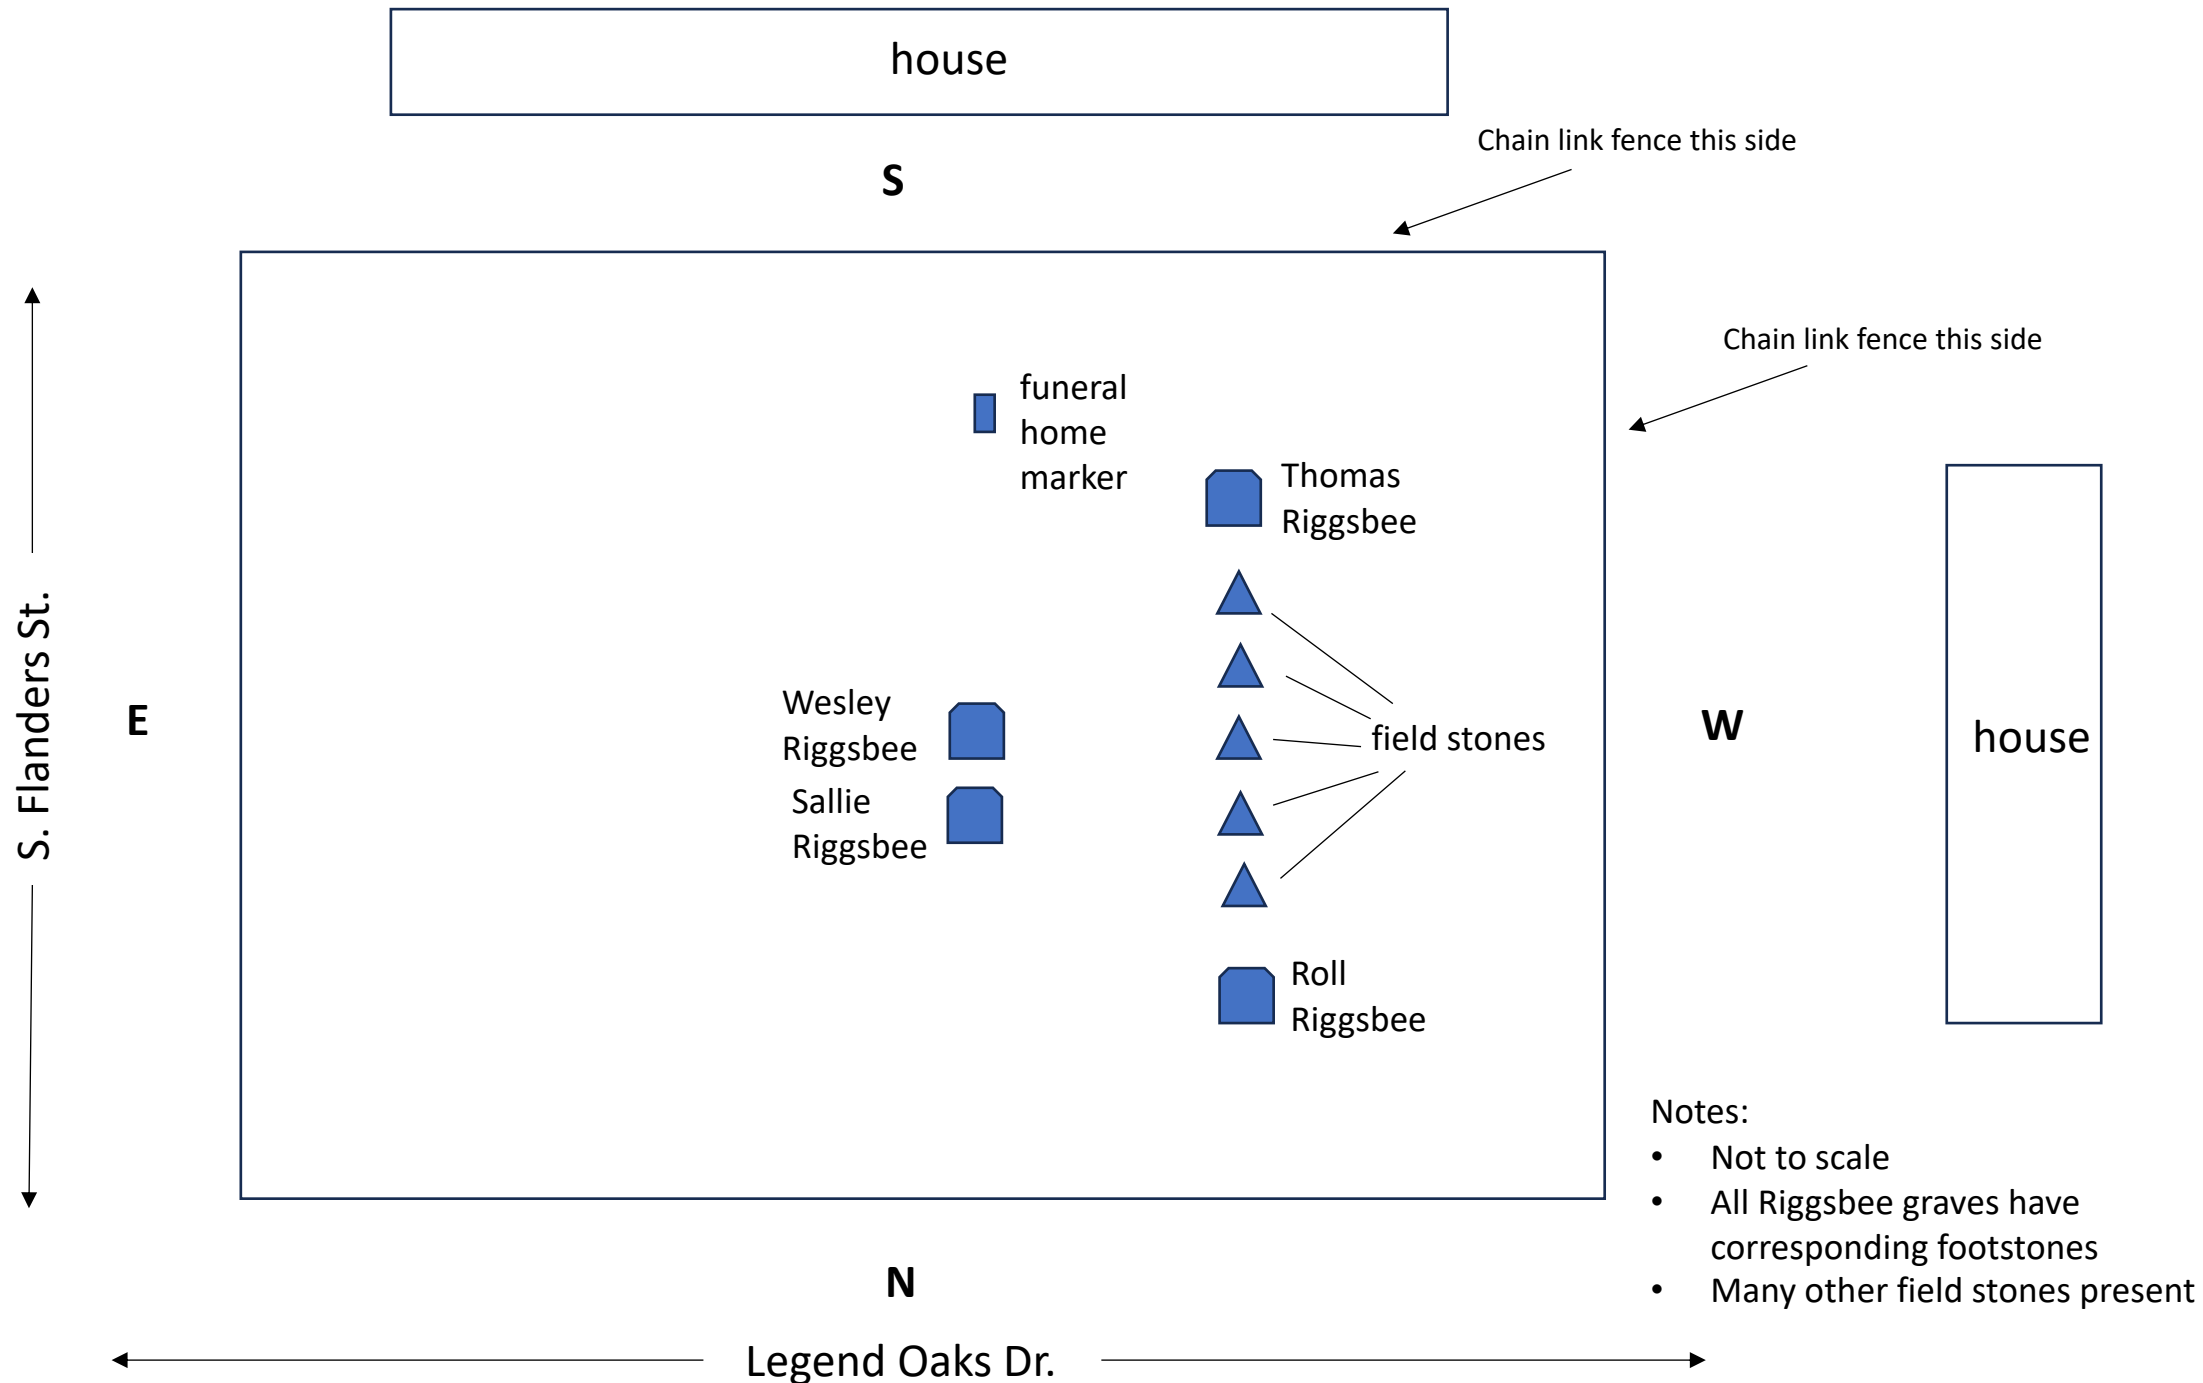 house
Chain link fence this side
S
Chain link fence this side
funeral
home
marker
Thomas
Riggsbee
S. Flanders St.
E
Wesley
Riggsbee
Sallie
Riggsbee
field stones
W
house
Roll
Riggsbee
Notes:
• Not to scale
• All Riggsbee graves have
corresponding footstones
• Many other field stones present
N
Legend Oaks Dr.